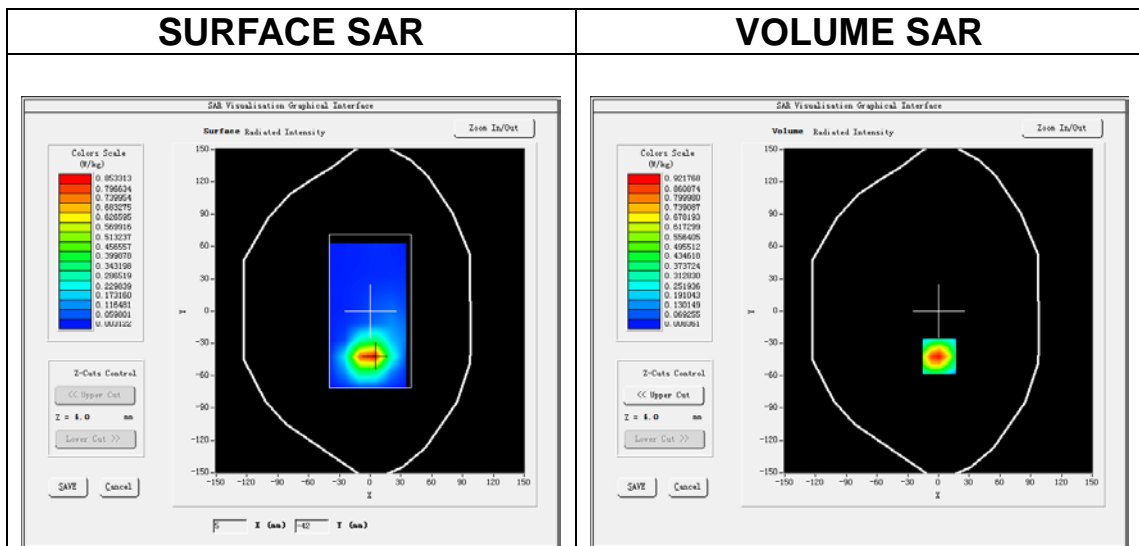 SURFACE SAR
VOLUME SAR
SAR Visualisation Graphical Interface
Surface Radiated Intensity
Zoom In/Out
Colors Scale
(W/kg)
0.853313
0.796634
0.739954
0.683275
0.626595
0.569916
0.513237
0.456557
0.399878
0.343198
0.286519
0.229839
0.173160
0.116481
0.059801
0.003122
Z-Cuts Control
<< Upper Cut
Z = 4.0 mm
Lower Cut >>
SAVE Cancel
150
120
90
60
30
0
-30
-60
-90
-120
-150
Y
-150 -120 -90 -60 -30 0 30 60 90 120 150
X
5 X (mm) -42 Y (mm)
SAR Visualisation Graphical Interface
Volume Radiated Intensity
Zoom In/Out
Colors Scale
(W/kg)
0.921768
0.860874
0.799980
0.739087
0.678193
0.617299
0.556405
0.495512
0.434618
0.373724
0.312830
0.251936
0.191043
0.130149
0.069255
0.008361
Z-Cuts Control
<< Upper Cut
Z = 4.0 mm
Lower Cut >>
SAVE Cancel
150
120
90
60
30
0
-30
-60
-90
-120
-150
Y
-150 -120 -90 -60 -30 0 30 60 90 120 150
X